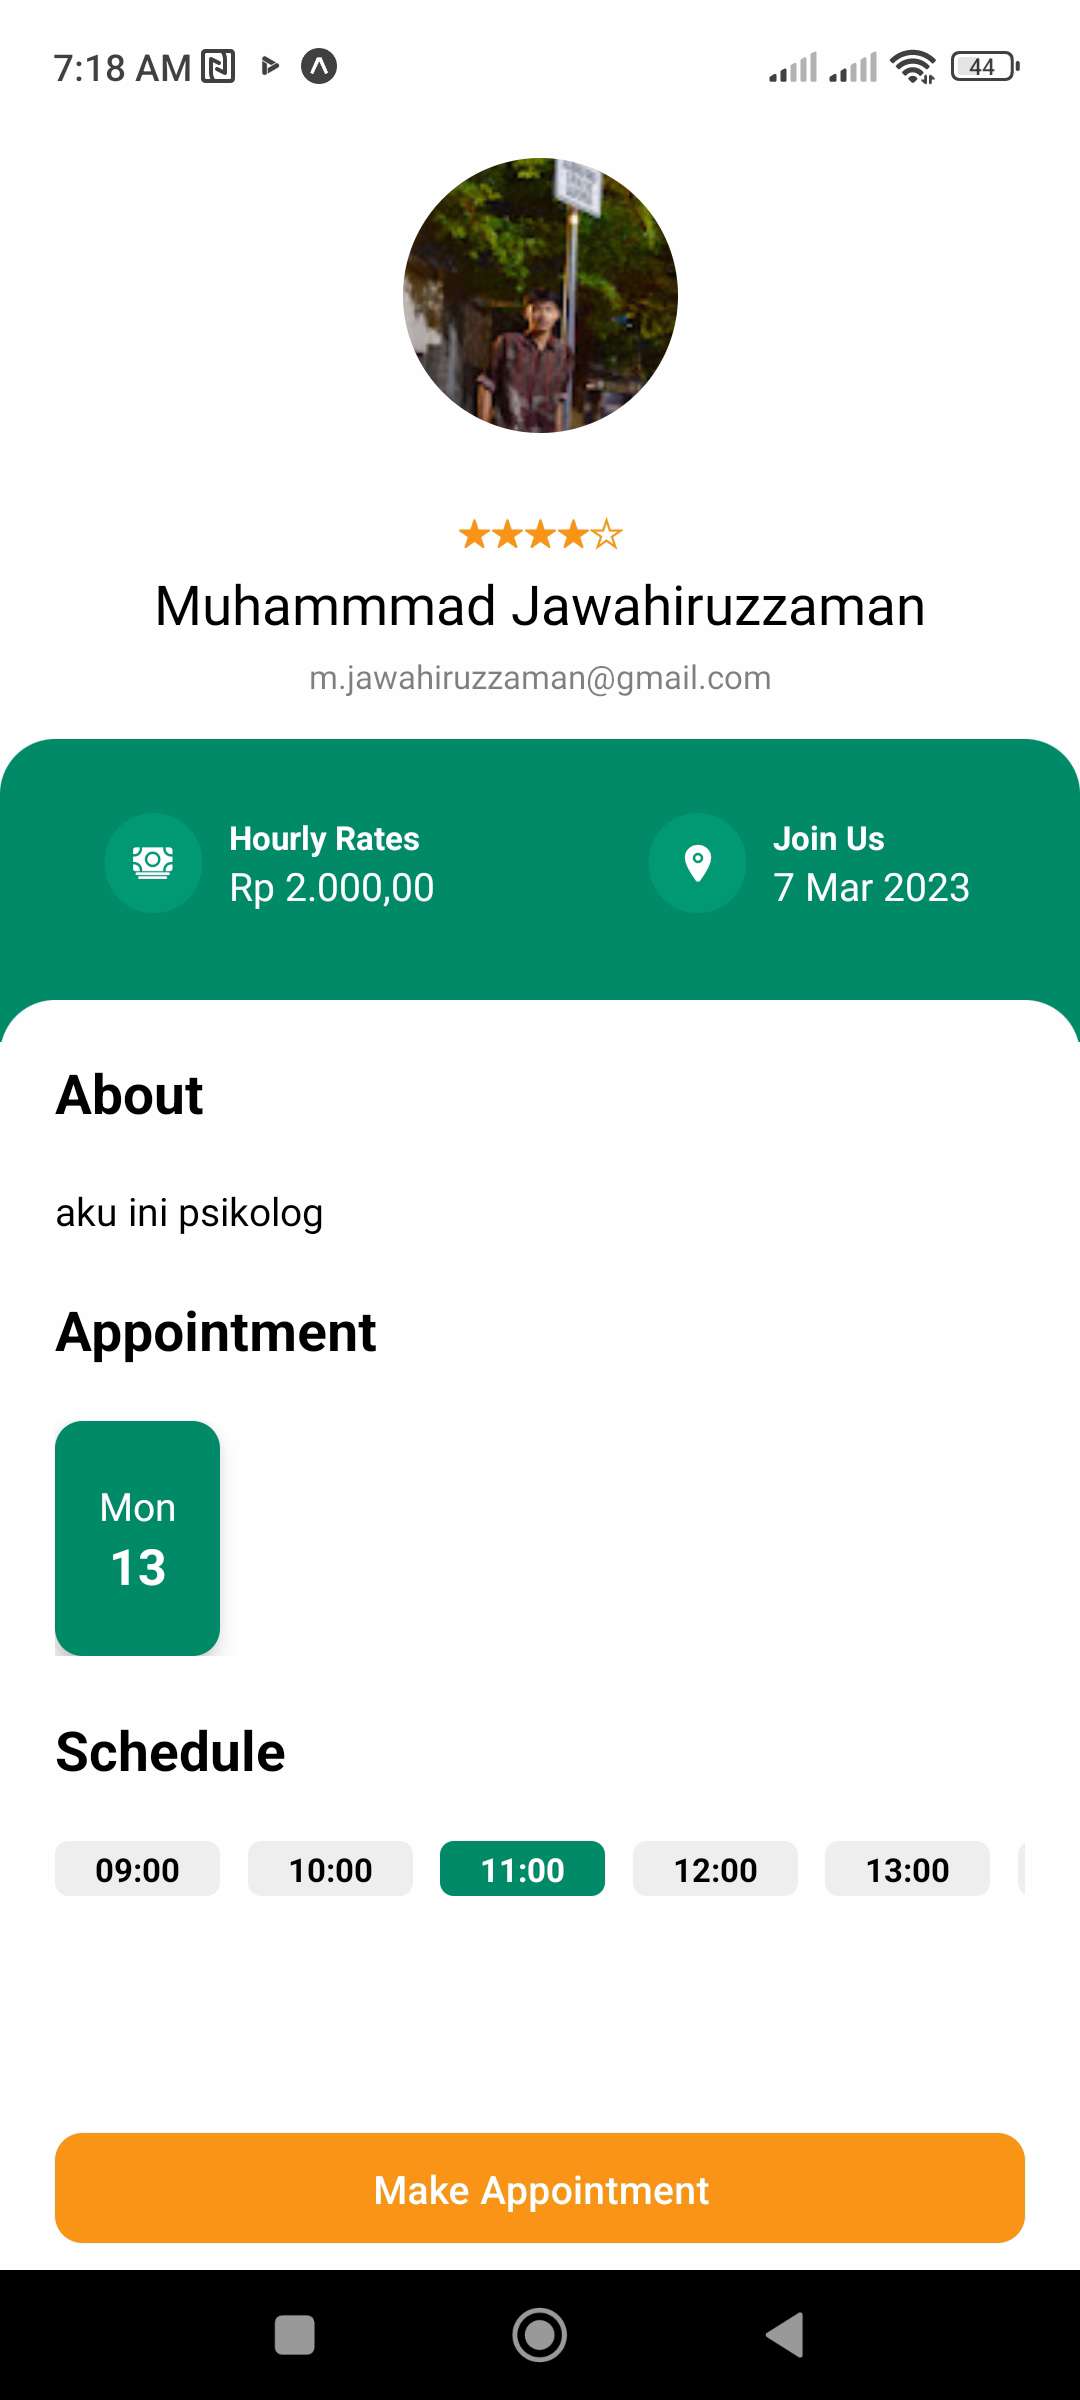 7:18 AM
44
Muhammmad Jawahiruzzaman
m.jawahiruzzaman@gmail.com
Hourly Rates
Rp 2.000,00
Join Us
7 Mar 2023
About
aku ini psikolog
Appointment
Mon
13
Schedule
09:00 10:00 11:00 12:00 13:00
Make Appointment